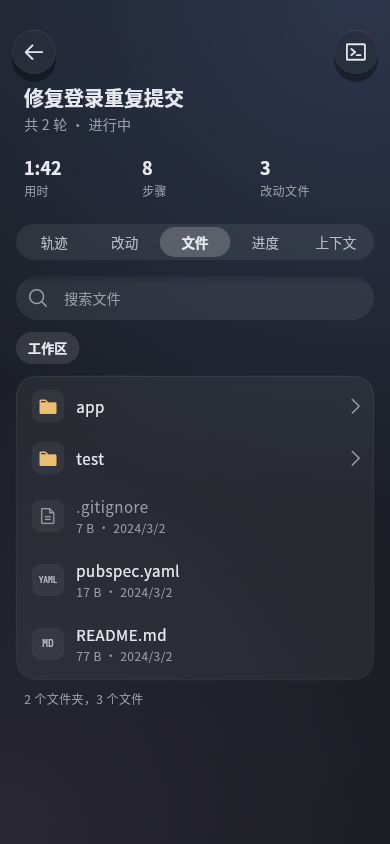 修复登录重复提交
共 2 轮 · 进行中
1:42 8 3
用时 步骤 改动文件
轨迹 改动 文件 进度 上下文
搜索文件
工作区
app
test
.gitignore
7 B · 2024/3/2
YAML pubspec.yaml
17 B · 2024/3/2
MD README.md
77 B · 2024/3/2
2 个文件夹，3 个文件